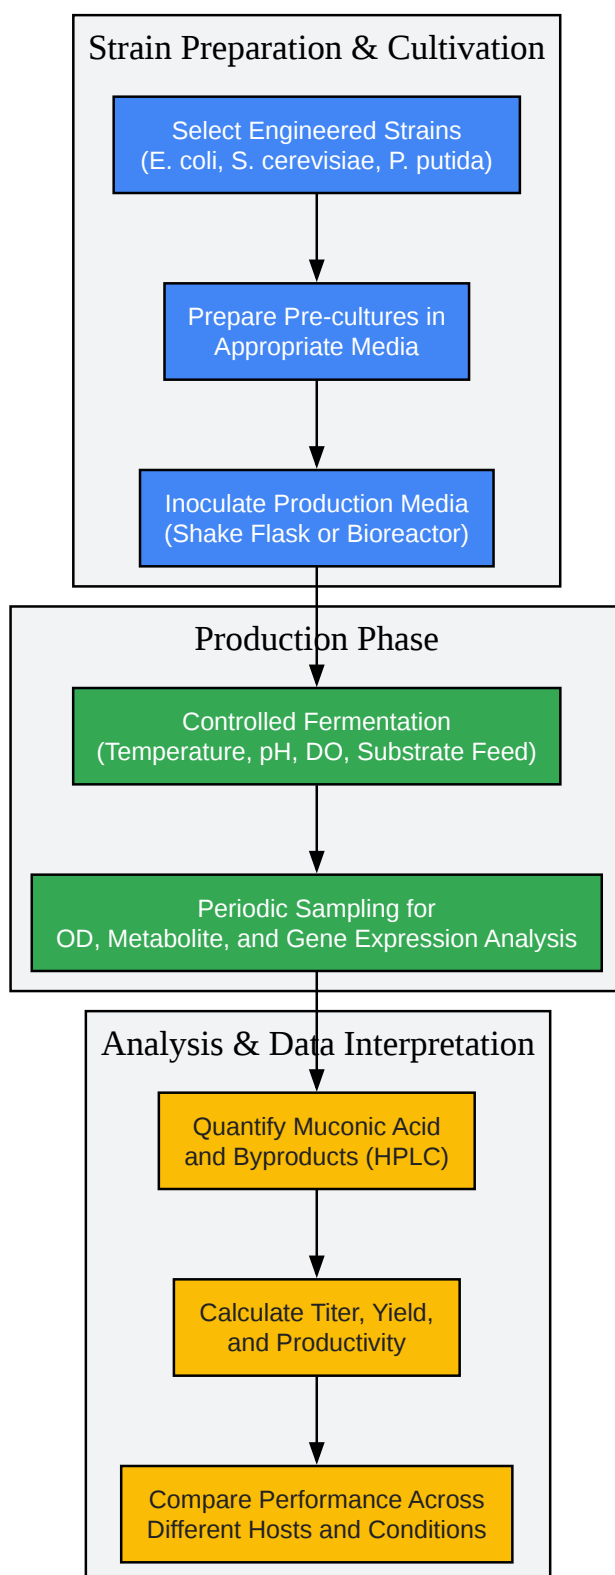 Strain Preparation & Cultivation
Select Engineered Strains
(E. coli, S. cerevisiae, P. putida)
Prepare Pre-cultures in
Appropriate Media
Inoculate Production Media
(Shake Flask or Bioreactor)
Production Phase
Controlled Fermentation
(Temperature, pH, DO, Substrate Feed)
Periodic Sampling for
OD, Metabolite, and Gene Expression Analysis
Analysis & Data Interpretation
Quantify Muconic Acid
and Byproducts (HPLC)
Calculate Titer, Yield,
and Productivity
Compare Performance Across
Different Hosts and Conditions